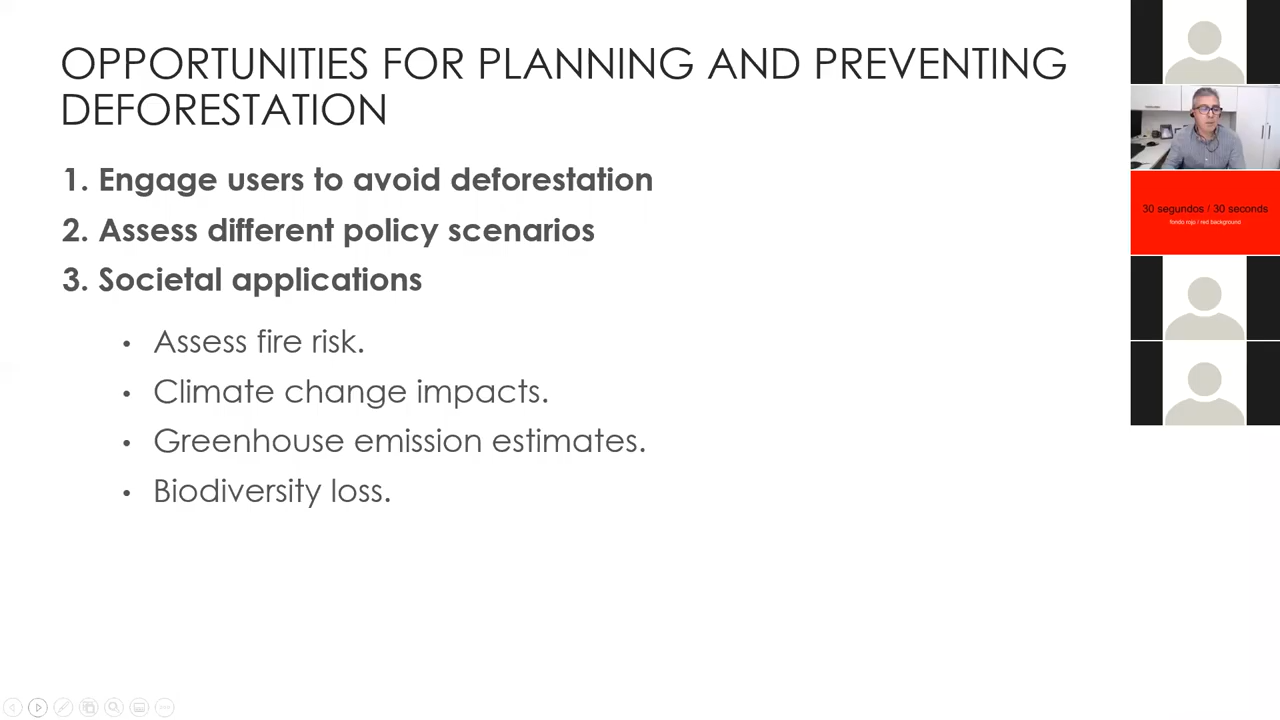 OPPORTUNITIES FOR PLANNING AND PREVENTING
DEFORESTATION
1. Engage users to avoid deforestation
2. Assess different policy scenarios
3. Societal applications
• Assess fire risk.
• Climate change impacts.
• Greenhouse emission estimates.
• Biodiversity loss.
30 segundos / 30 seconds
fondo rojo / red background